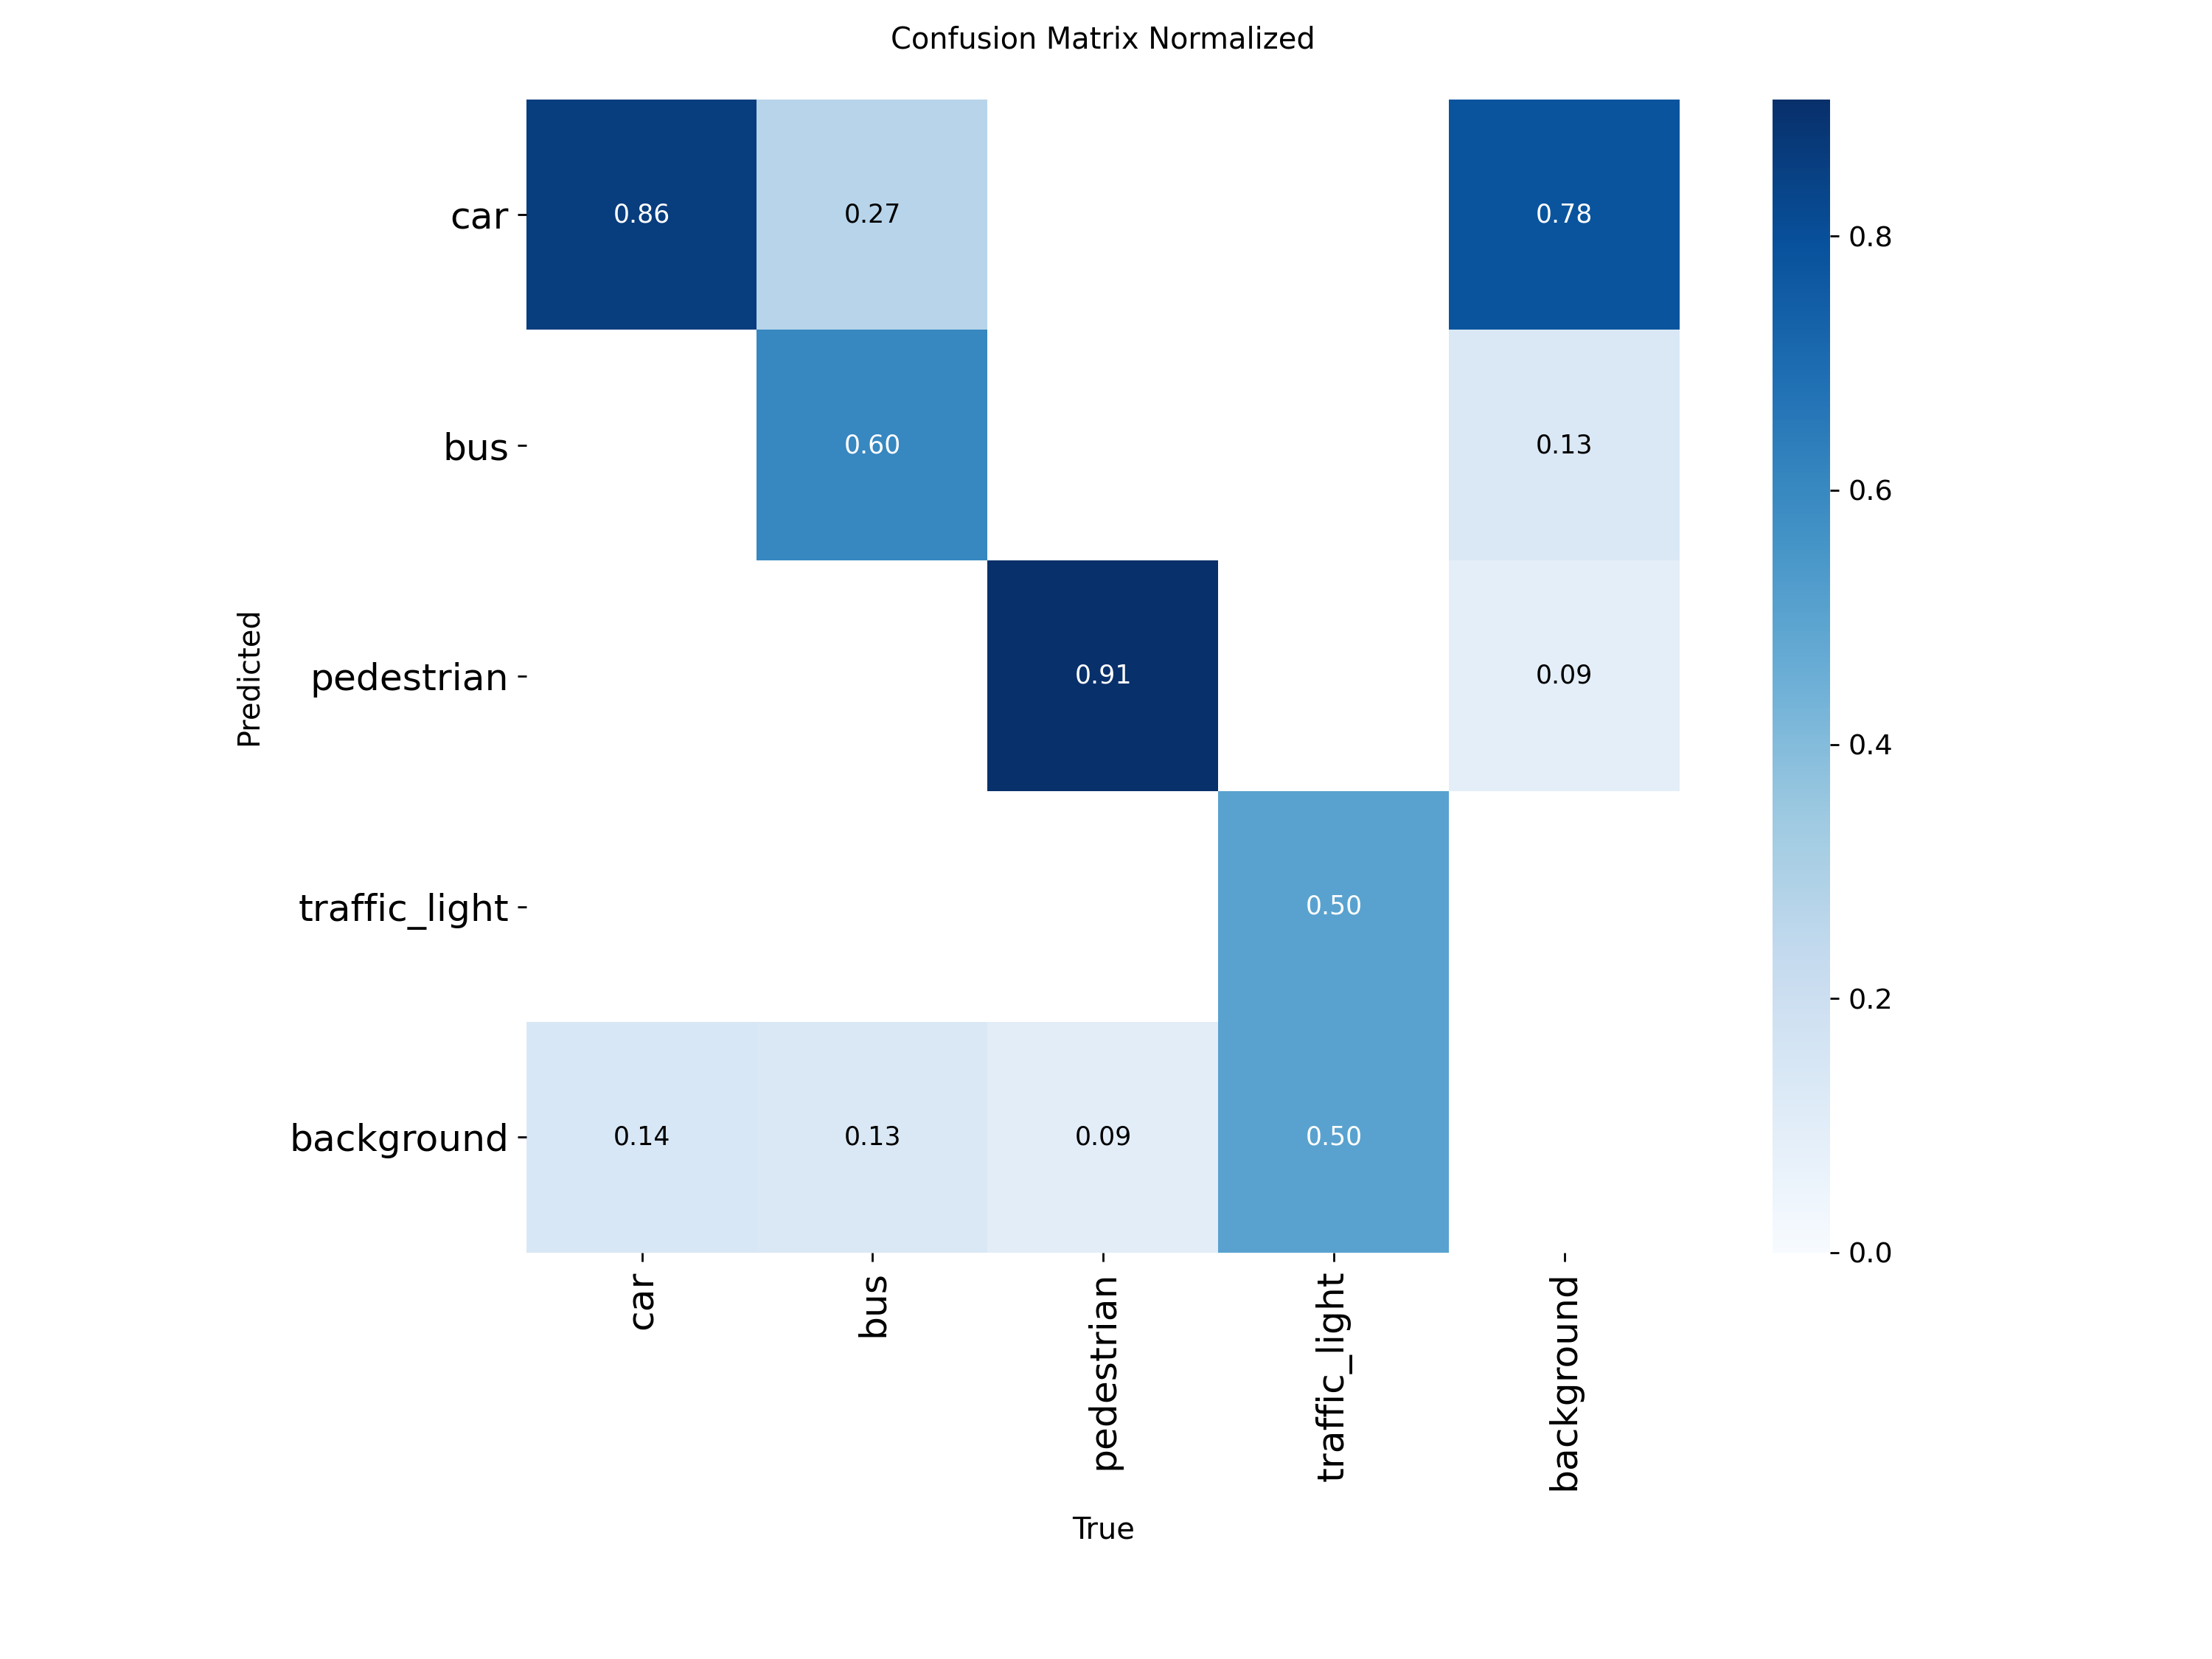 Confusion Matrix Normalized
car
0.86
0.27
0.78
0.8
bus
0.60
0.13
0.6
Predicted
pedestrian
0.91
0.09
0.4
traffic_light
0.50
0.2
background
0.14
0.13
0.09
0.50
0.0
car
bus
pedestrian
traffic_light
background
True